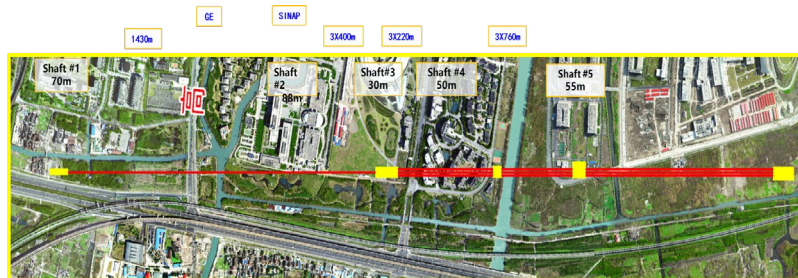 GE
SINAP
1430m
3X400m
3X220m
3X760m
Shaft #1
70m
Shaft
#2
88m
Shaft#3
30m
Shaft #4
50m
Shaft #5
55m